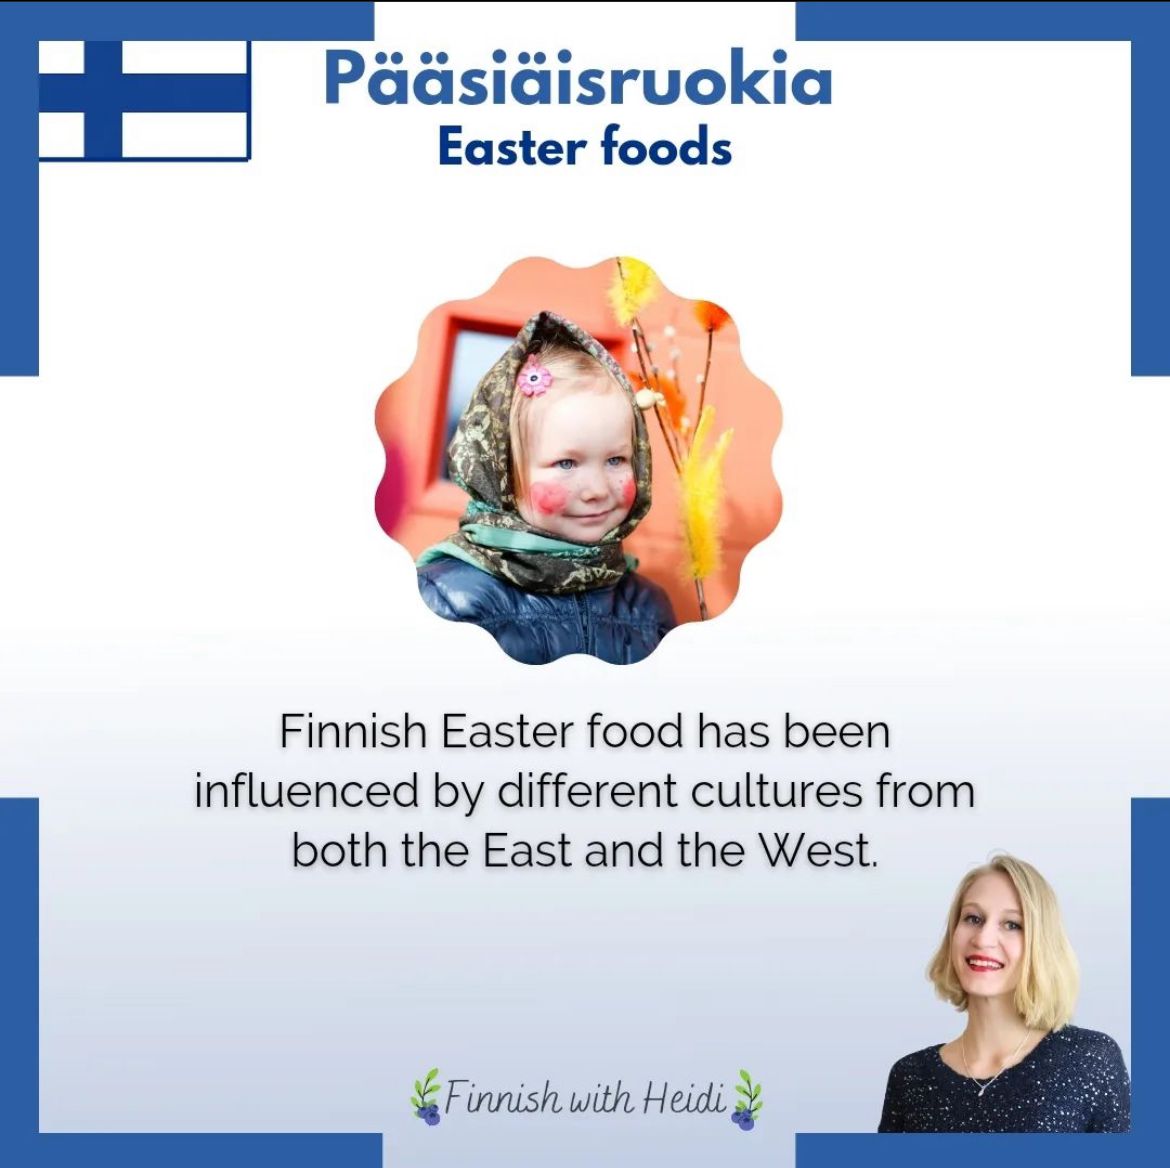 Pääsiäisruokia
Easter foods
Finnish Easter food has been
influenced by different cultures from
both the East and the West.
Finnish with Heidi